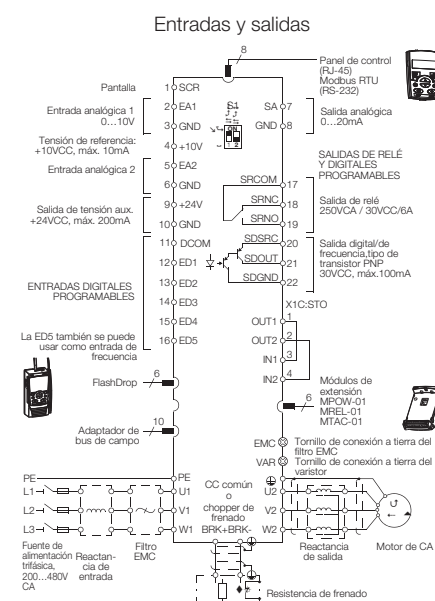 Entradas y salidas
8
Panel de control
(RJ-45)
Modbus RTU
(RS-232)
Pantalla
1 SCR
Entrada analógica 1
0...10V
2 EA1
3 GND
S1
ON
1 2
SA 7
GND 8
Salida analógica
0...20mA
Tensión de referencia:
+10VCC, máx. 10mA
4 +10V
Entrada analógica 2
5 EA2
6 GND
SALIDAS DE RELÉ
Y DIGITALES
PROGRAMABLES
Salida de tensión aux.
+24VCC, máx. 200mA
9 +24V
10 GND
SRCOM 17
SRNC 18
SRNO 19
Salida de relé
250VCA / 30VCC/6A
ENTRADAS DIGITALES
PROGRAMABLES
11 DCOM
12 ED1
13 ED2
14 ED3
15 ED4
16 ED5
SDSRC 20
SDOUT 21
SDGND 22
Salida digital/de
frecuencia,tipo de
transistor PNP
30VCC, máx.100mA
X1C:STO
OUT1 1
OUT2 2
IN1 3
IN2 4
La ED5 también se puede
usar como entrada de
frecuencia
FlashDrop
6
Adaptador de
bus de campo
10
6
Módulos de
extensión
MPOW-01
MREL-01
MTAC-01
EMC
Tornillo de conexión a tierra del
filtro EMC
VAR
Tornillo de conexión a tierra del
varistor
PE
L1
L2
L3
PE
U1
V1
W1
CC común
o
chopper de
frenado
BRK+BRK-
U2
V2
W2
Fuente de
alimentación
trifásica,
200...480V
CA
Reactan-
cia de
entrada
Filtro
EMC
Reactancia
de salida
Motor de CA
Resistencia de frenado